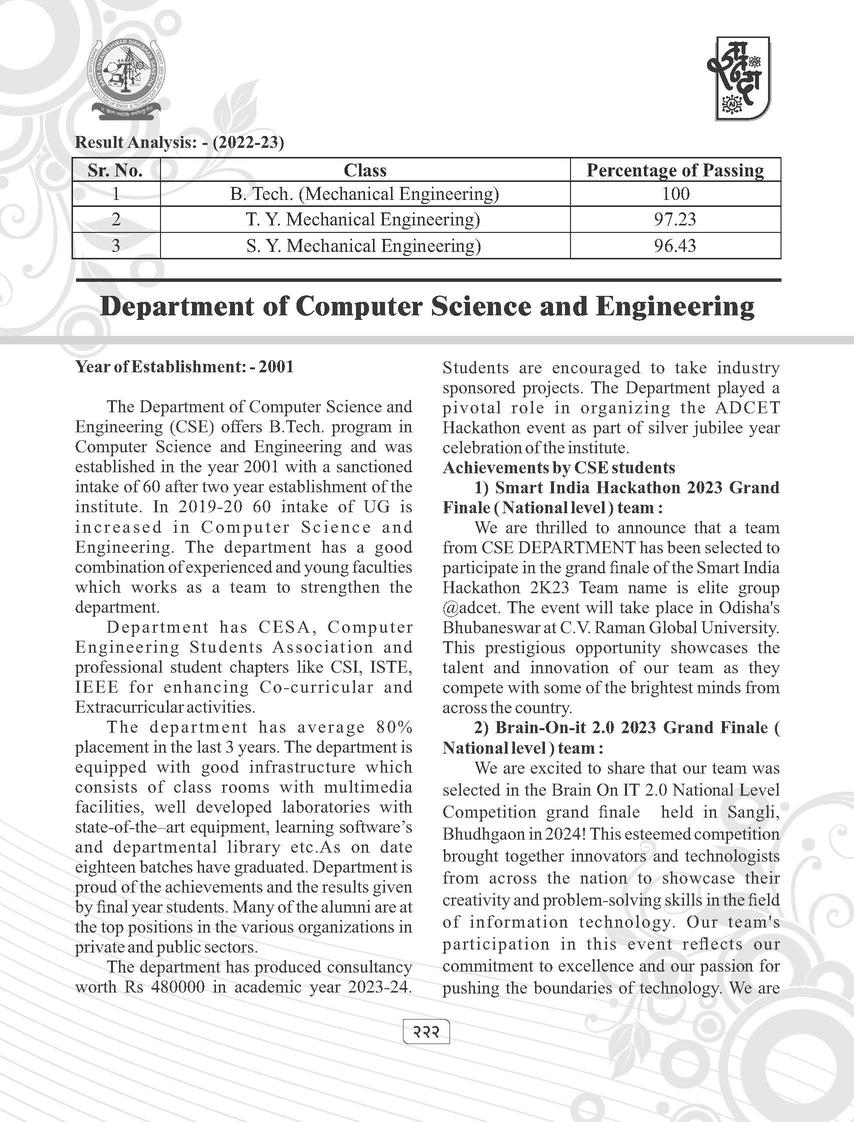 Result Analysis: - (2022-23)
Sr. No. Class Percentage of Passing
1 B. Tech. (Mechanical Engineering) 100
2 T. Y. Mechanical Engineering) 97.23
3 S. Y. Mechanical Engineering) 96.43
Department of Computer Science and Engineering
Year of Establishment: - 2001
The Department of Computer Science and
Engineering (CSE) offers B.Tech. program in
Computer Science and Engineering and was
established in the year 2001 with a sanctioned
intake of 60 after two year establishment of the
institute. In 2019-20 60 intake of UG is
increased in Computer Science and
Engineering. The department has a good
combination of experienced and young faculties
which works as a team to strengthen the
department.
Department has CESA, Computer
Engineering Students Association and
professional student chapters like CSI, ISTE,
IEEE for enhancing Co-curricular and
Extracurricular activities.
The department has average 80%
placement in the last 3 years. The department is
equipped with good infrastructure which
consists of class rooms with multimedia
facilities, well developed laboratories with
state-of-the–art equipment, learning software’s
and departmental library etc.As on date
eighteen batches have graduated. Department is
proud of the achievements and the results given
by final year students. Many of the alumni are at
the top positions in the various organizations in
private and public sectors.
The department has produced consultancy
worth Rs 480000 in academic year 2023-24.
Students are encouraged to take industry
sponsored projects. The Department played a
pivotal role in organizing the ADCET
Hackathon event as part of silver jubilee year
celebration of the institute.
Achievements by CSE students
1) Smart India Hackathon 2023 Grand
Finale ( National level ) team :
We are thrilled to announce that a team
from CSE DEPARTMENT has been selected to
participate in the grand finale of the Smart India
Hackathon 2K23 Team name is elite group
@adcet. The event will take place in Odisha's
Bhubaneswar at C.V. Raman Global University.
This prestigious opportunity showcases the
talent and innovation of our team as they
compete with some of the brightest minds from
across the country.
2) Brain-On-it 2.0 2023 Grand Finale (
National level ) team :
We are excited to share that our team was
selected in the Brain On IT 2.0 National Level
Competition grand finale held in Sangli,
Bhudhgaon in 2024! This esteemed competition
brought together innovators and technologists
from across the nation to showcase their
creativity and problem-solving skills in the field
of information technology. Our team's
participation in this event reflects our
commitment to excellence and our passion for
pushing the boundaries of technology. We are
२२२